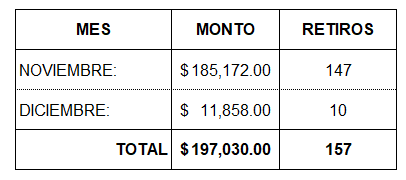 MES MONTO RETIROS
NOVIEMBRE: $185,172.00 147
DICIEMBRE: $ 11,858.00 10
TOTAL $197,030.00 157